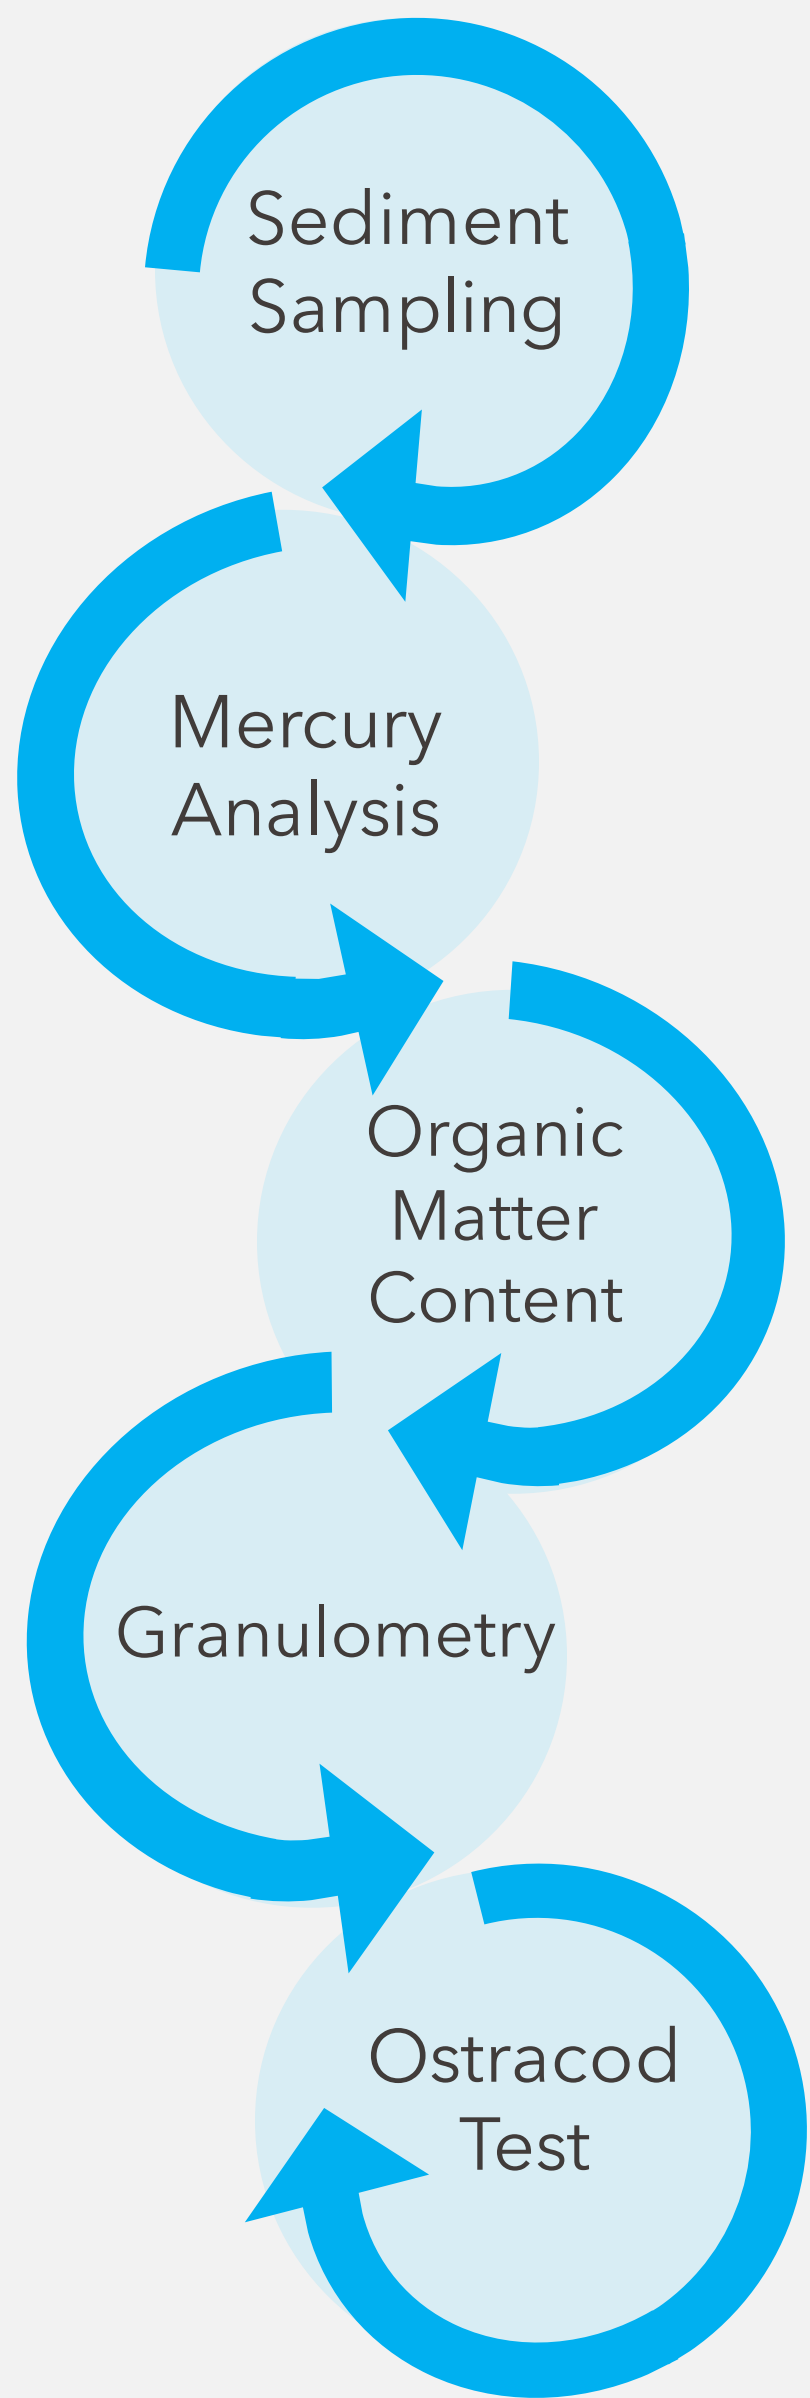 Sediment
Sampling
Mercury
Analysis
Organic
Matter
Content
Granulometry
Ostracod
Test